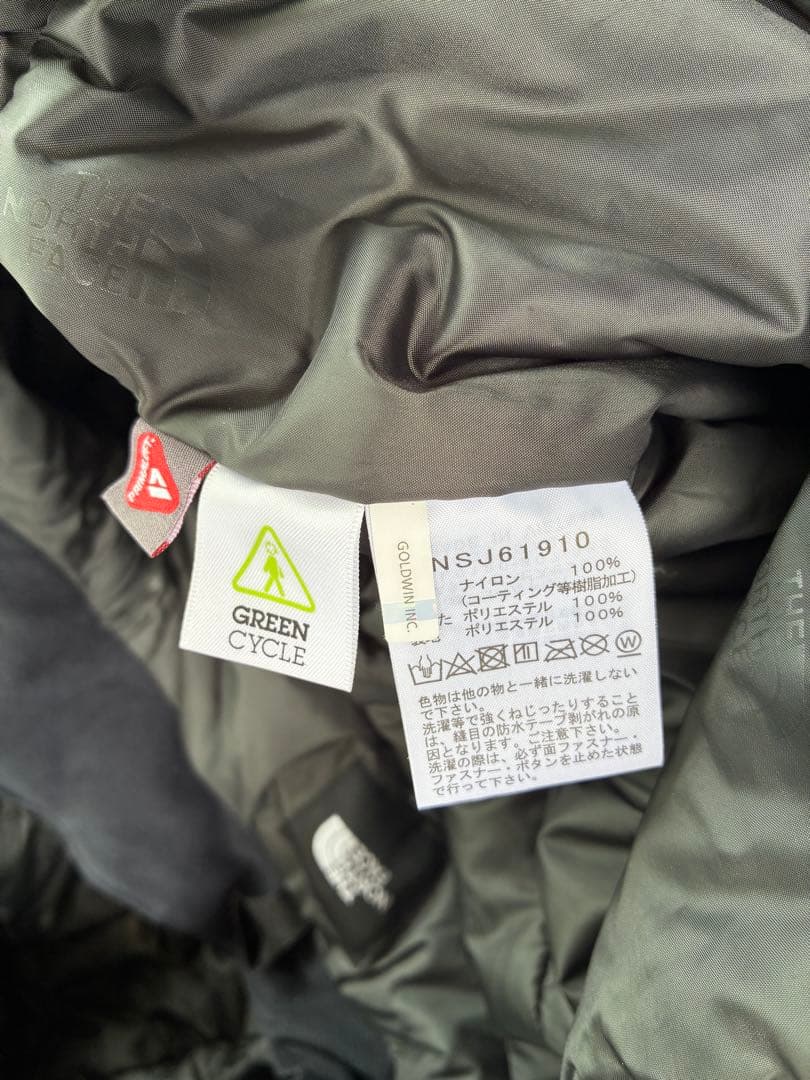 THE
NORTH
FACE
PRIMALOFT
GREEN
CYCLE
GOLDWIN INC.
NSJ61910
ナイロン 100%
(コーティング等樹脂加工)
た ポリエステル 100%
ポリエステル 100%
W
色物は他の物と一緒に洗濯しない
で下さい。
洗濯等で強くねじったりすること
は、縫目の防水テープ剥がれの原
因となります。ご注意下さい。
洗濯の際は、必ず面ファスナー、
ファスナー・ボタンを止めた状態
で行って下さい。